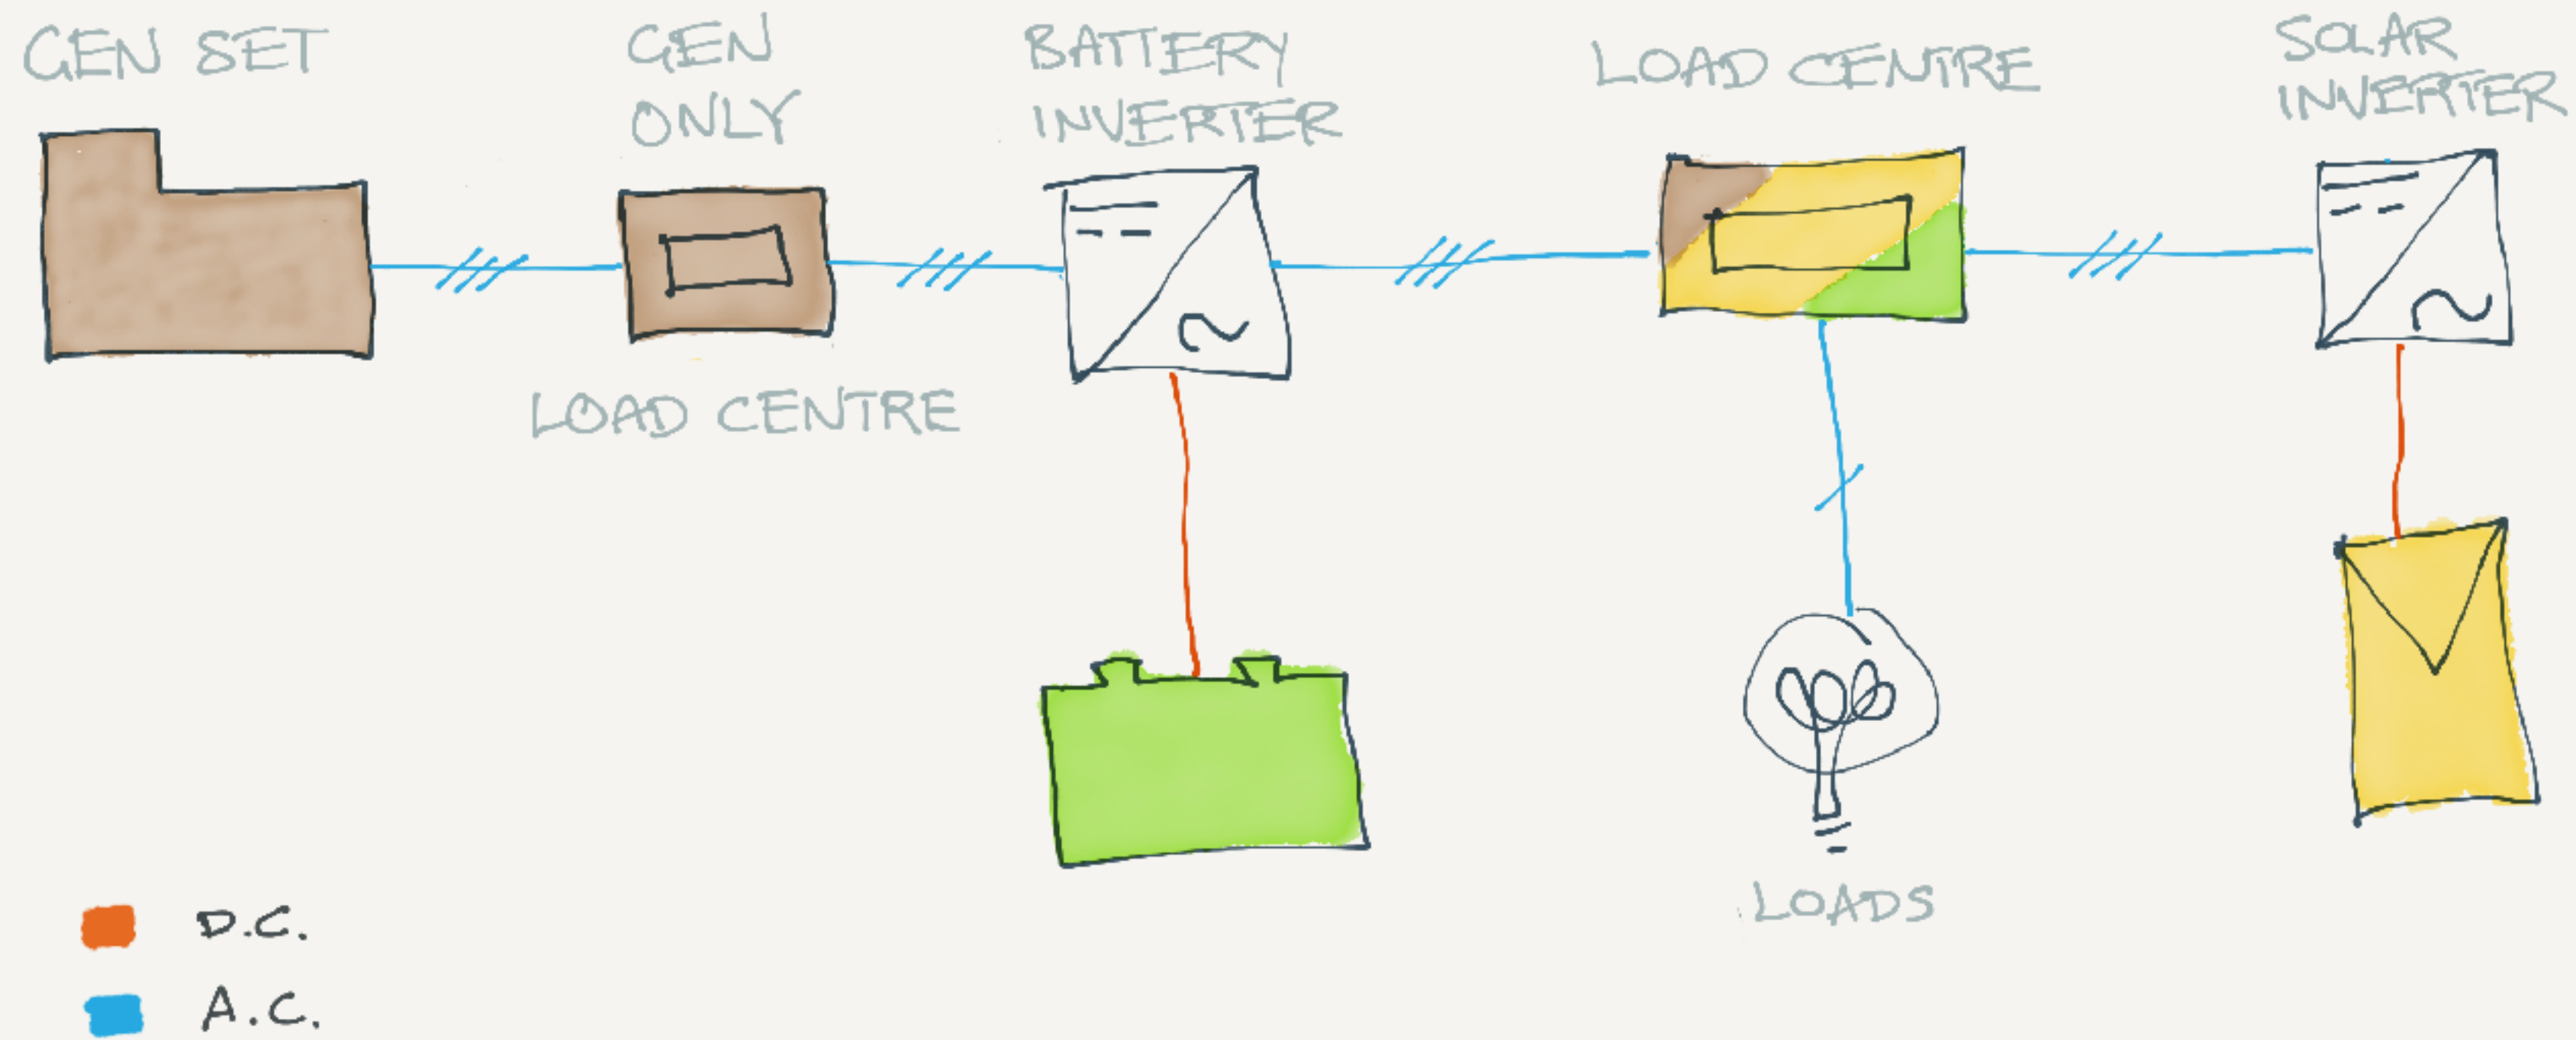 GEN SET
GEN
ONLY
LOAD CENTRE
BATTERY
INVERTER
LOAD CENTRE
LOADS
SOLAR
INVERTER
D.C.
A.C.